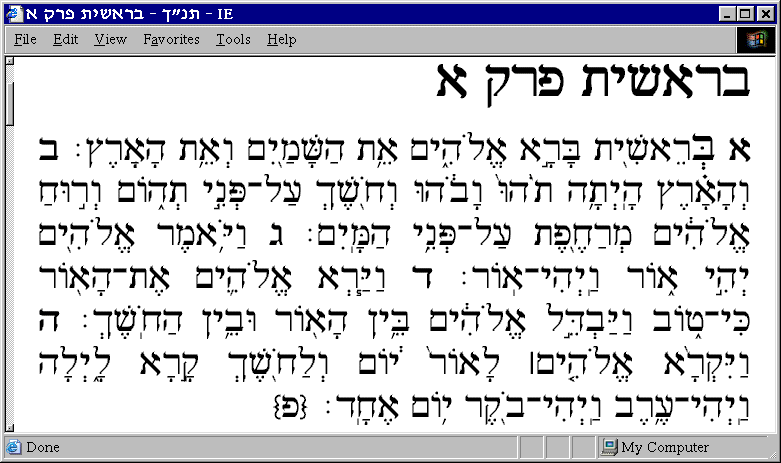 תנ"ך - בראשית פרק א - IE
File Edit View Favorates Tools Help
בראשית פרק א
א בְּרֵאשִׁ֖ית בָּרָ֣א אֱלֹהִ֑ים אֵ֥ת הַשָּׁמַ֖יִם וְאֵ֥ת הָאָֽרֶץ׃ ב
וְהָאָ֗רֶץ הָיְתָ֥ה תֹ֙הוּ֙ וָבֹ֔הוּ וְחֹ֖שֶׁךְ עַל־פְּנֵ֣י תְה֑וֹם וְר֣וּחַ
אֱלֹהִ֔ים מְרַחֶ֖פֶת עַל־פְּנֵ֥י הַמָּֽיִם׃ ג וַיֹּ֥אמֶר אֱלֹהִ֖ים
יְהִ֣י א֑וֹר וַֽיְהִי־אֽוֹר׃ ד וַיַּ֧רְא אֱלֹהִ֛ים אֶת־הָא֖וֹר
כִּי־ט֑וֹב וַיַּבְדֵּ֣ל אֱלֹהִ֔ים בֵּ֥ין הָא֖וֹר וּבֵ֥ין הַחֹֽשֶׁךְ׃ ה
וַיִּקְרָ֨א אֱלֹהִ֤ים׀ לָאוֹר֙ י֔וֹם וְלַחֹ֖שֶׁךְ קָ֣רָא לָ֑יְלָה
וַֽיְהִי־עֶ֥רֶב וַֽיְהִי־בֹ֖קֶר י֥וֹם אֶחָֽד׃ {פ}
Done My Computer